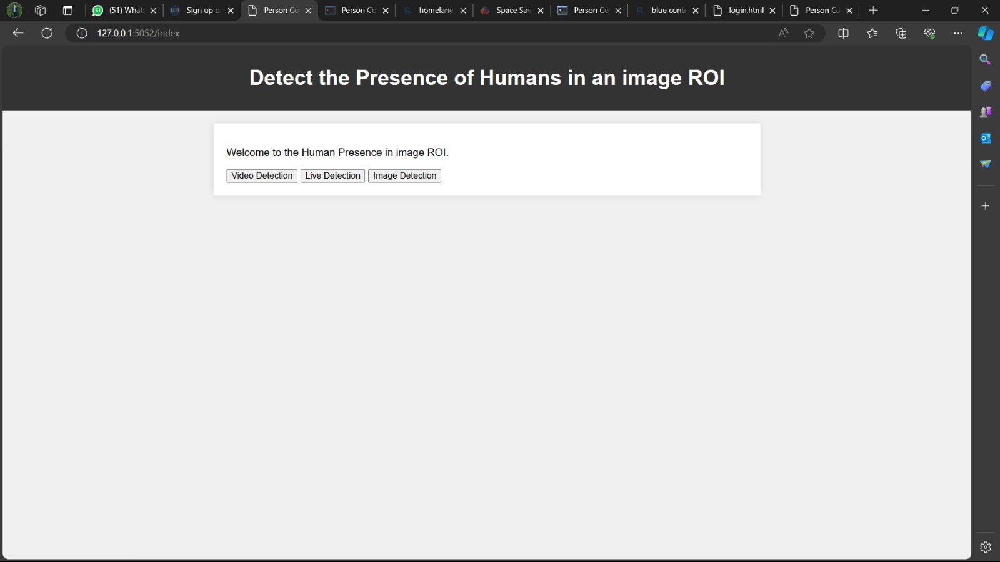 (51) What
Sign up o
Person Co
Person Co
homelane
Space Sav
Person Co
blue contr
login.html
Person Co
127.0.0.1:5052/index
Detect the Presence of Humans in an image ROI
Welcome to the Human Presence in image ROI.
Video Detection Live Detection Image Detection